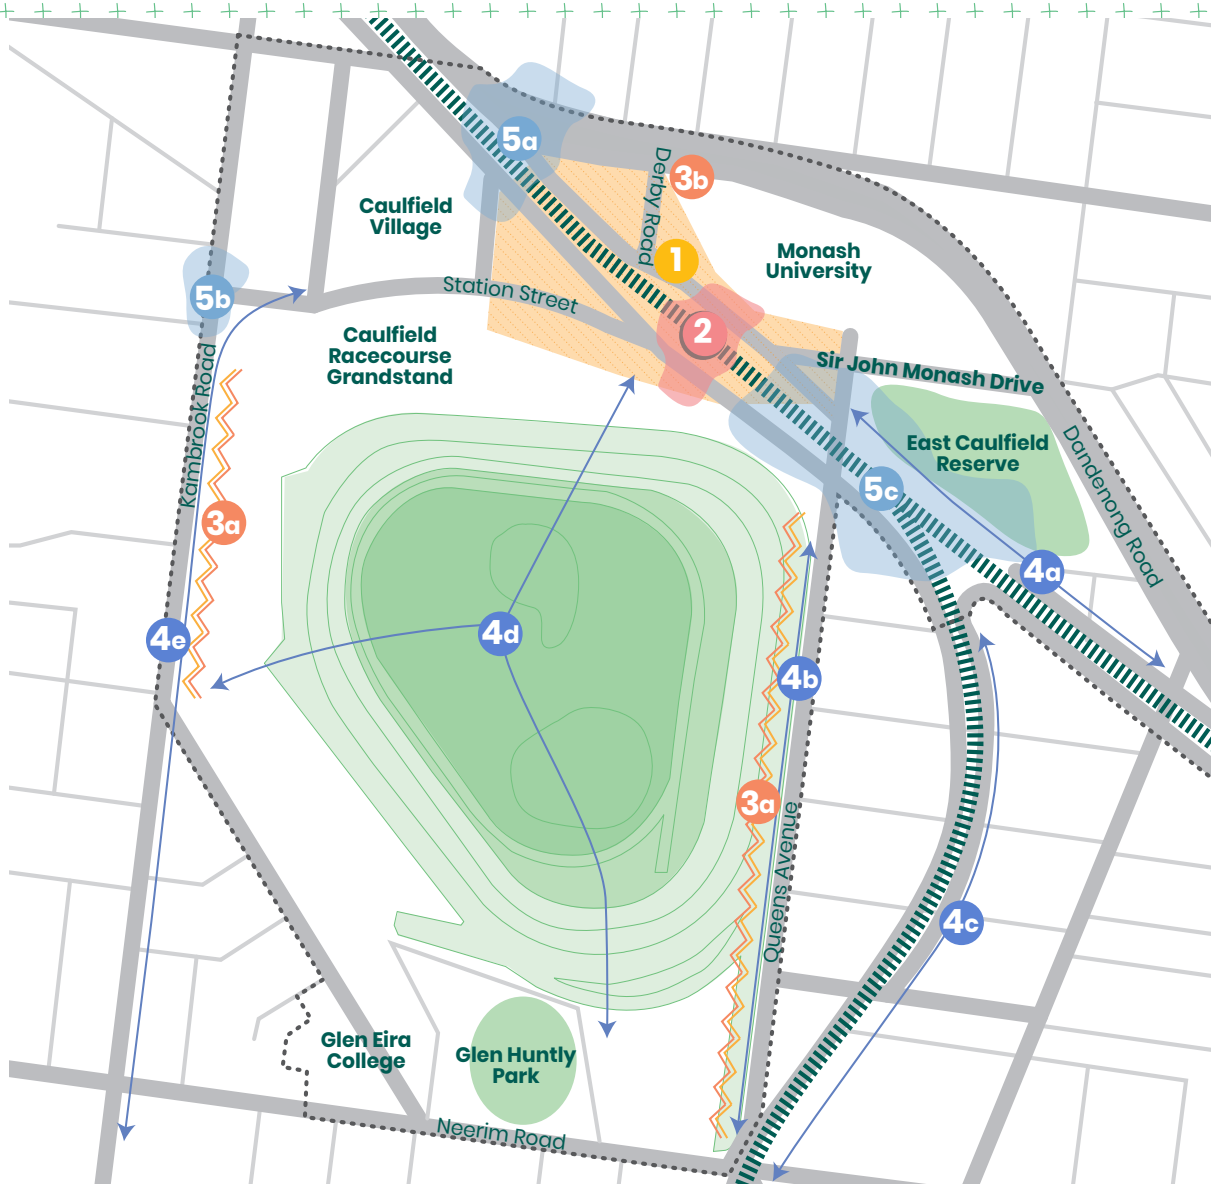 5a
Derby Road
3b
Caulfield
Village
1
Monash
University
5b
Station Street
2
Caulfield
Racecourse
Grandstand
Sir John Monash Drive
Kambrook Road
East Caulfield
Reserve
Dandenong Road
5c
3a
4a
4e
4d
4b
3a
Queens Avenue
4c
Glen Eira
College
Glen Huntly
Park
Neerim Road